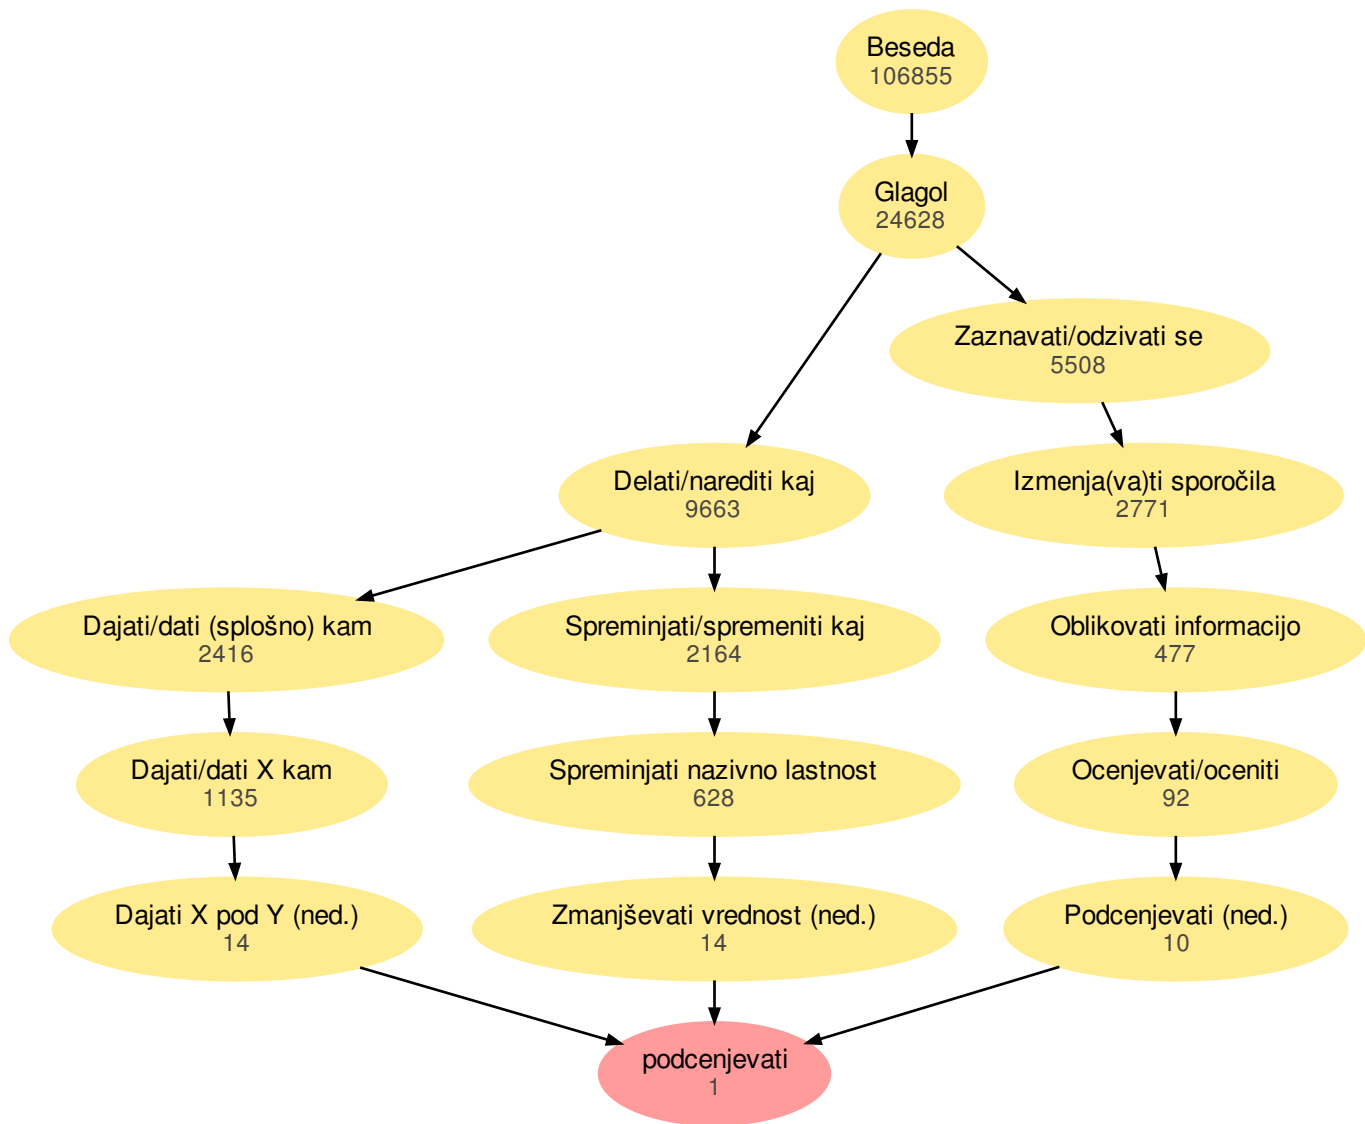 Beseda
106855
Glagol
24628
Zaznavati/odzivati se
5508
Delati/narediti kaj
9663
Izmenja(va)ti sporočila
2771
Dajati/dati (splošno) kam
2416
Spreminjati/spremeniti kaj
2164
Oblikovati informacijo
477
Dajati/dati X kam
1135
Spreminjati nazivno lastnost
628
Ocenjevati/oceniti
92
Dajati X pod Y (ned.)
14
Zmanjševati vrednost (ned.)
14
Podcenjevati (ned.)
10
podcenjevati
1